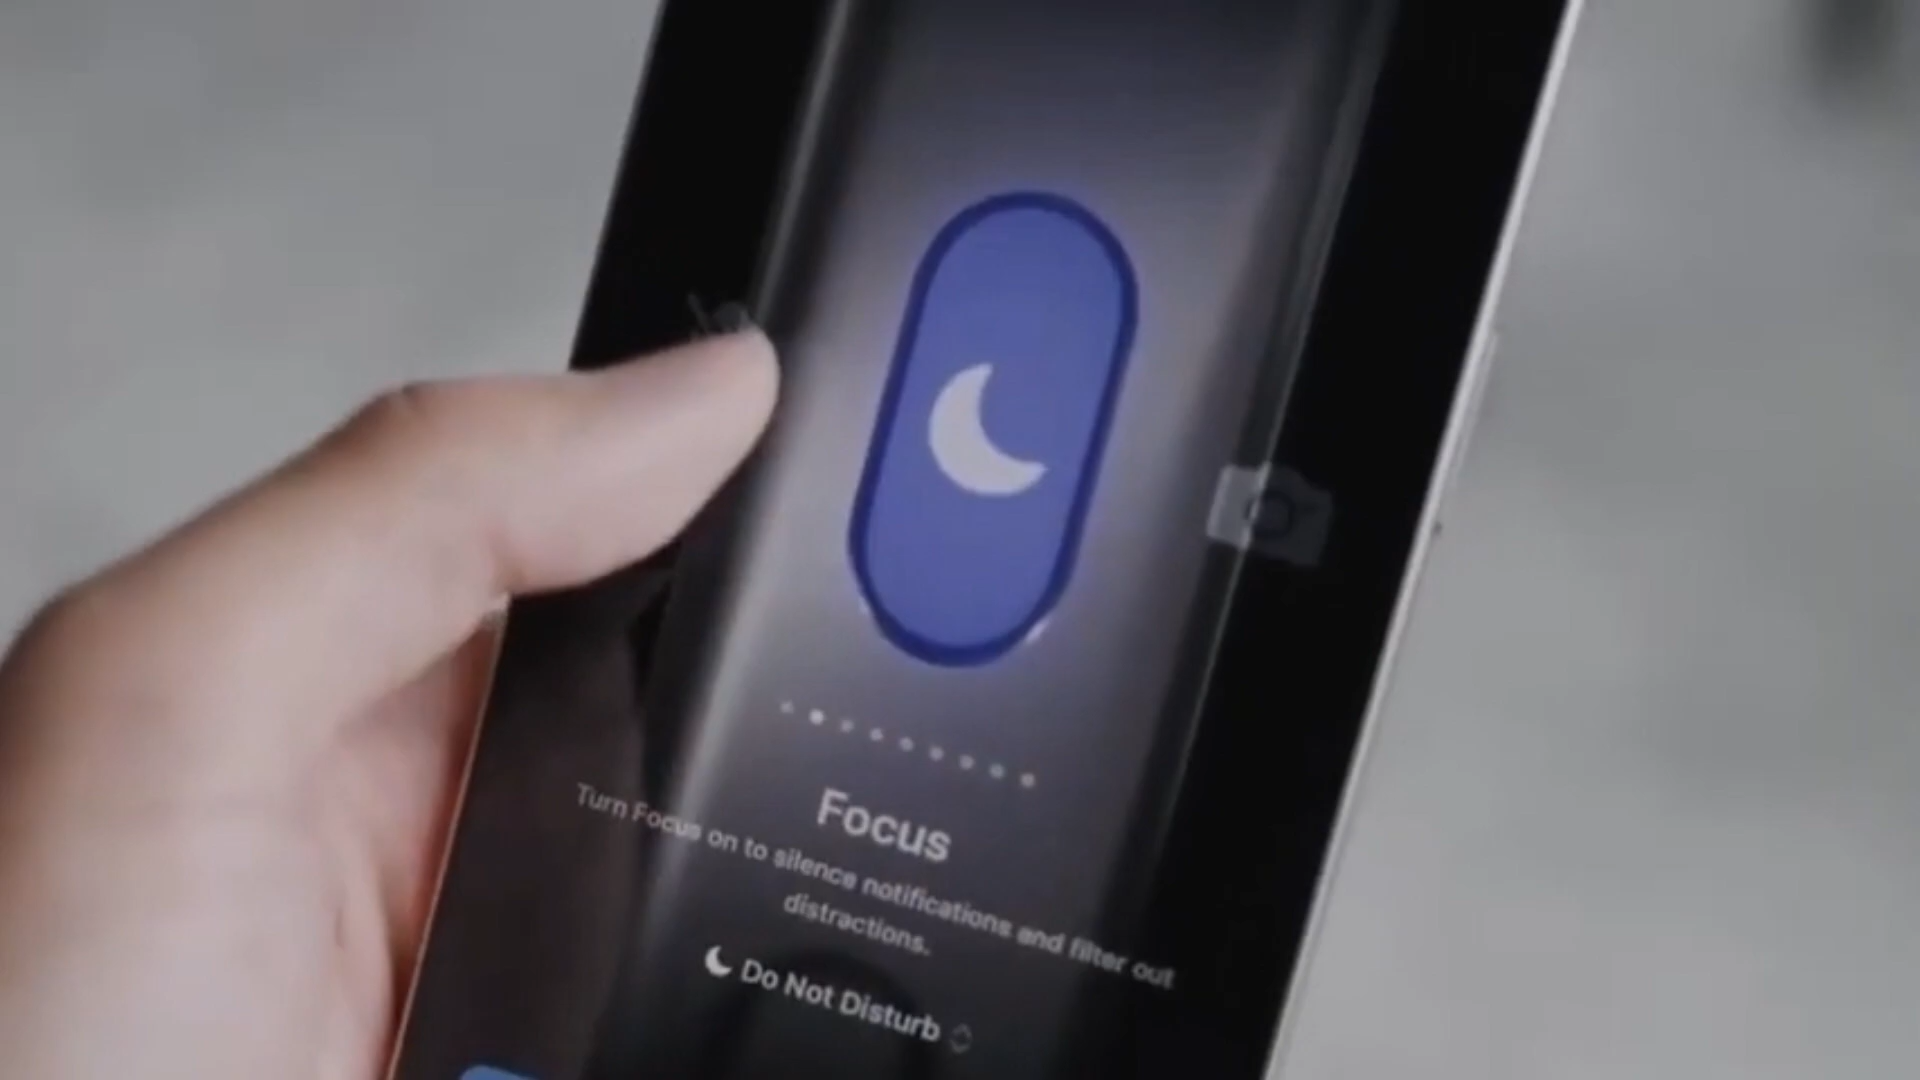 Focus
Turn Focus on to silence notifications and filter out
distractions.
Do Not Disturb